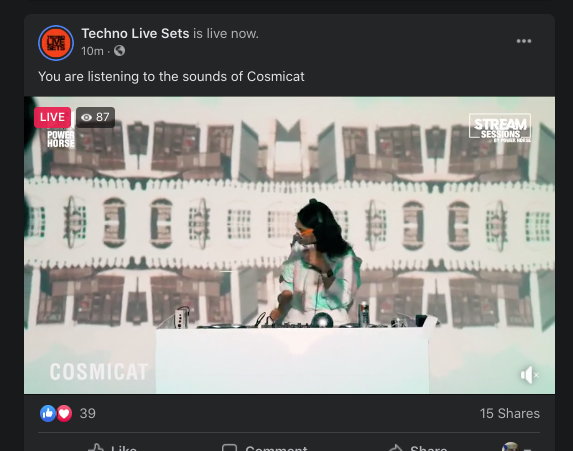 Techno Live Sets is live now.
10m ·
You are listening to the sounds of Cosmicat
LIVE 87
POWER
HORSE
STREAM
SESSIONS
BY POWER HORSE
COSMICAT
39
15 Shares
Like
Comment
Share